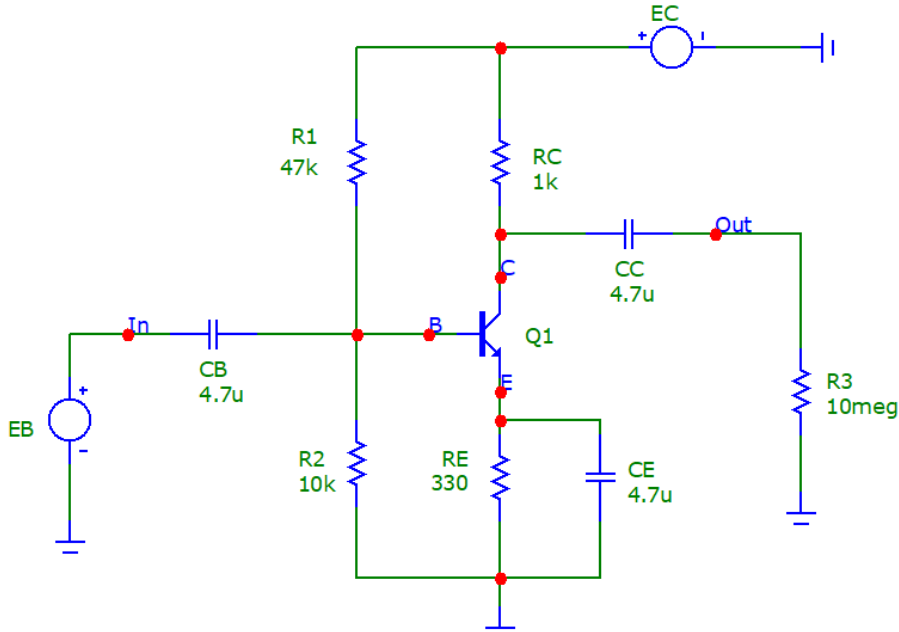 EC
+
-
R1
47k
RC
1k
Out
C
CC
4.7u
In
B
Q1
CB
4.7u
E
+
EB
-
R3
10meg
R2
10k
RE
330
CE
4.7u